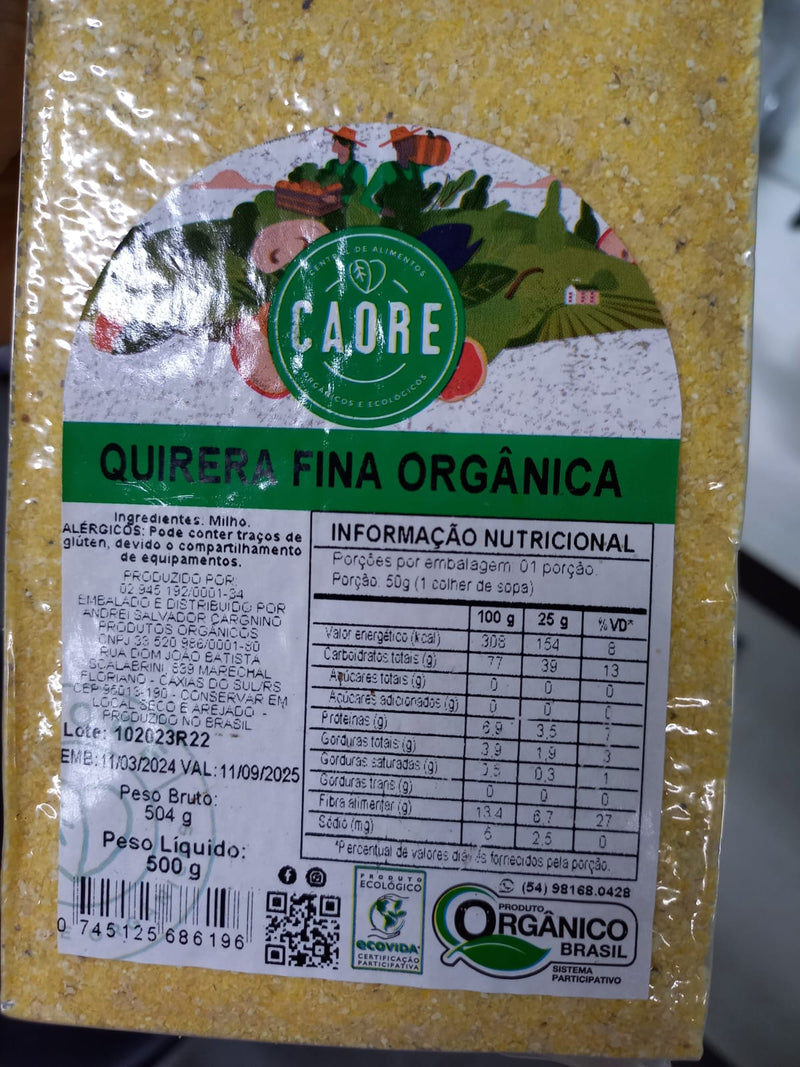 CENTRAL DE ALIMENTOS
CAORE
ORGÂNICOS E ECOLÓGICOS
QUIRERA FINA ORGÂNICA
Ingredientes: Milho.
ALÉRGICOS: Pode conter traços de
glúten, devido o compartilhamento
de equipamentos.
PRODUZIDO POR:
02.945.192/0001-34
EMBALADO E DISTRIBUIDO POR
ANDREI SALVADOR CARGNINO
PRODUTOS ORGÂNICOS
CNPJ 33.520.986/0001-80
RUA DOM JOÃO BATISTA
SCALABRINI, 839 MARECHAL
FLORIANO - CAXIAS DO SUL/RS
CEP 95013-190 - CONSERVAR EM
LOCAL SECO E AREJADO -
PRODUZIDO NO BRASIL
Lote: 102023R22
EMB: 11/03/2024 VAL: 11/09/2025
Peso Bruto:
504 g
Peso Líquido:
500 g
0 745125 686196
INFORMAÇÃO NUTRICIONAL
Porções por embalagem: 01 porção.
Porção: 50g (1 colher de sopa)
100 g 25 g %VD*
Valor energético (kcal) 308 154 8
Carboidratos totais (g) 77 39 13
Açúcares totais (g) 0 0 0
Açúcares adicionados (g) 0 0 0
Proteínas (g) 6,9 3,5 7
Gorduras totais (g) 3,9 1,9 3
Gorduras saturadas (g) 0,3 1
Gorduras trans (g) 0 0 0
Fibra alimentar (g) 13,4 6,7 27
Sódio (mg) 5 2,5 0
*Percentual de valores diários fornecidos pela porção.
PRODUTO
ECOLÓGICO
ecovida
CERTIFICAÇÃO
PARTICIPATIVA
(54) 98168.0428
PRODUTO
ORGÂNICO
BRASIL
SISTEMA
PARTICIPATIVO